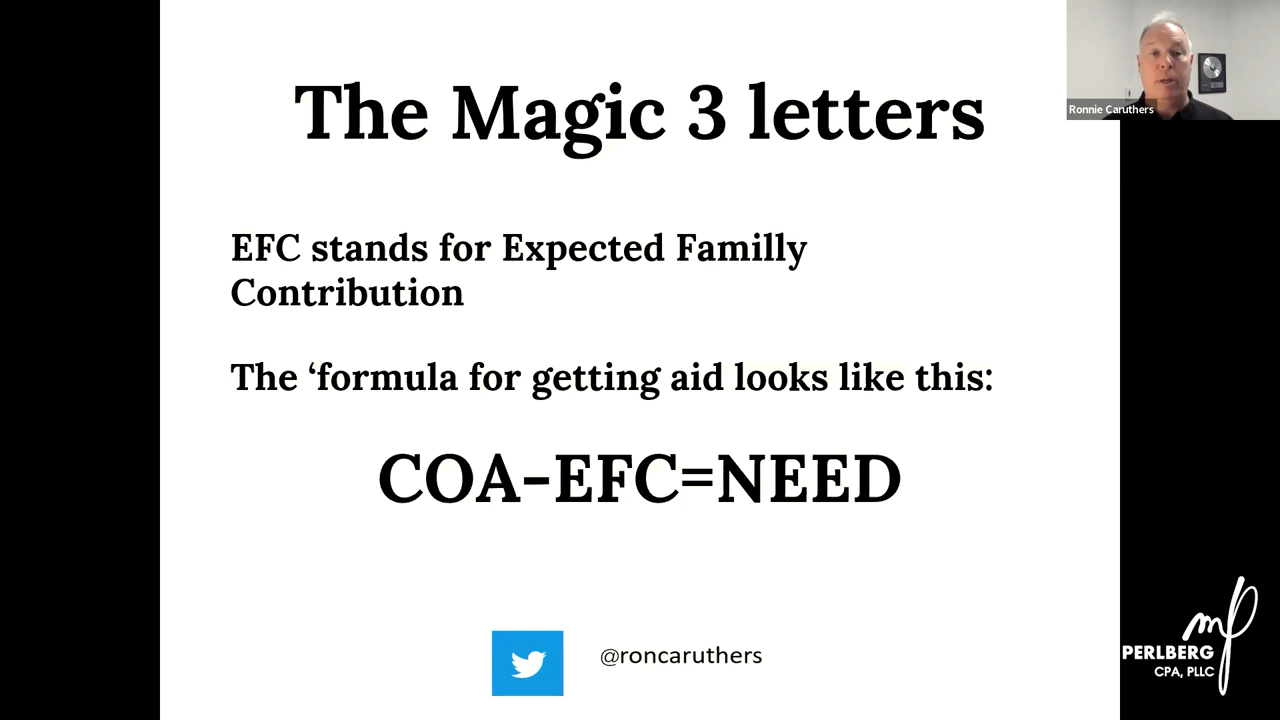 The Magic 3 letters
Ronnie Caruthers
EFC stands for Expected Familly
Contribution
The ‘formula for getting aid looks like this:
COA-EFC=NEED
@roncaruthers
mp
PERLBERG
CPA, PLLC